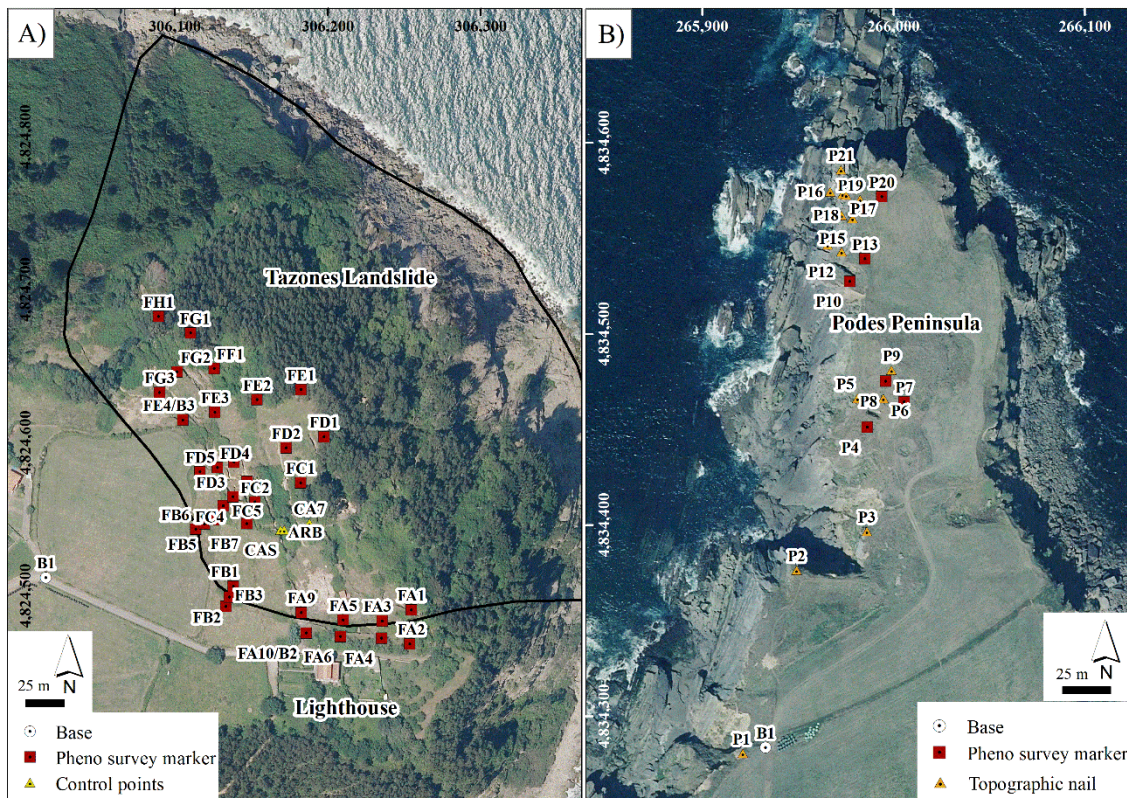 A)
306,100
306,200
306,300
4,824,800
4,824,700
4,824,600
4,824,500
Tazones Landslide
FH1
FG1
FG2
FF1
FG3
FE1
FE2
FE4/B3
FE3
FD1
FD2
FD5
FD4
FD3
FC1
FC2
FB6
FC4
FC5
CA7
FB5
FB7
CAS
ARB
B1
FB1
FB3
FB2
FA9
FA5
FA3
FA1
FA2
FA10/B2
FA6
FA4
Lighthouse
25 m
N
Base
Pheno survey marker
Control points
B)
265,900
266,000
266,100
4,834,600
4,834,500
4,834,400
4,834,300
P21
P16
P19
P20
P18
P17
P15
P13
P12
P10
Podes Peninsula
P9
P5
P8
P7
P6
P4
P3
P2
P1
B1
25 m
N
Base
Pheno survey marker
Topographic nail